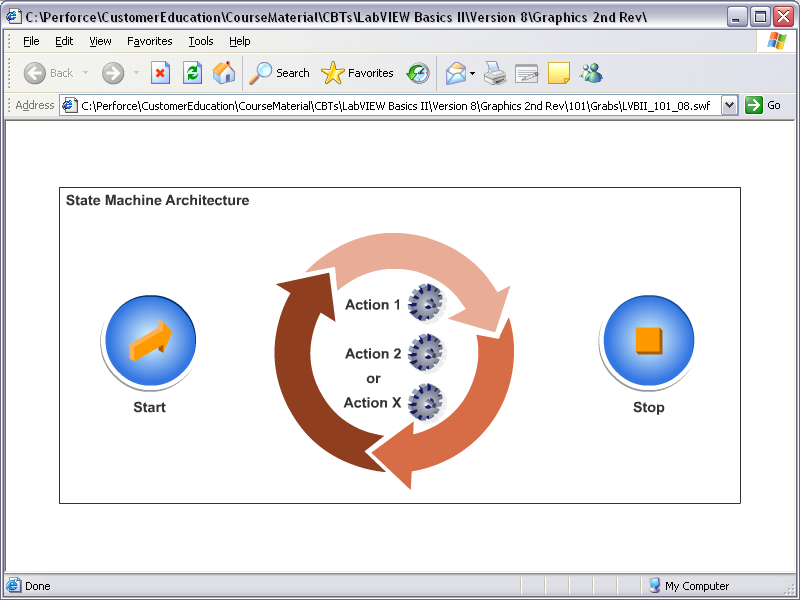 C:\Perforce\CustomerEducation\CourseMaterial\CBTs\LabVIEW Basics II\Version 8\Graphics 2nd Rev\
File Edit View Favorites Tools Help
Back Search Favorites
Address C:\Perforce\CustomerEducation\CourseMaterial\CBTs\LabVIEW Basics II\Version 8\Graphics 2nd Rev\101\Grabs\LVBII_101_08.swf Go
State Machine Architecture
Action 1
Action 2
or
Action X
Start
Stop
Done My Computer